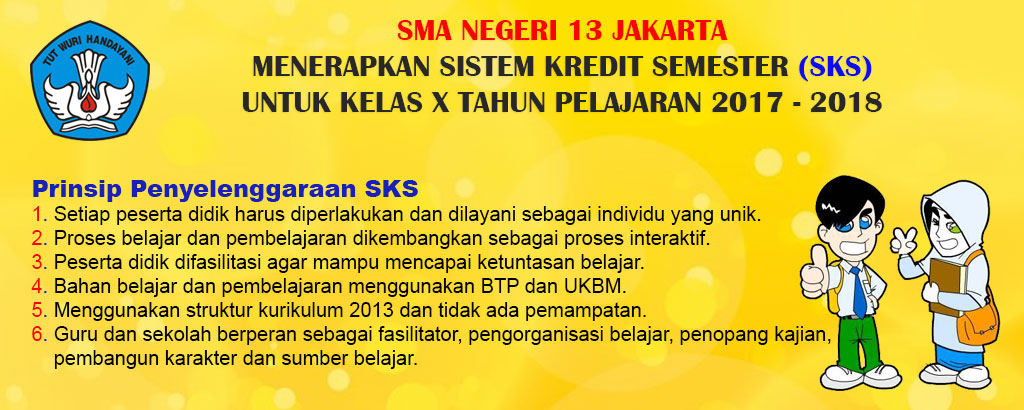 TUT WURI HANDAYANI
SMA NEGERI 13 JAKARTA
MENERAPKAN SISTEM KREDIT SEMESTER (SKS)
UNTUK KELAS X TAHUN PELAJARAN 2017 - 2018
Prinsip Penyelenggaraan SKS
1. Setiap peserta didik harus diperlakukan dan dilayani sebagai individu yang unik.
2. Proses belajar dan pembelajaran dikembangkan sebagai proses interaktif.
3. Peserta didik difasilitasi agar mampu mencapai ketuntasan belajar.
4. Bahan belajar dan pembelajaran menggunakan BTP dan UKBM.
5. Menggunakan struktur kurikulum 2013 dan tidak ada pemampatan.
6. Guru dan sekolah berperan sebagai fasilitator, pengorganisasi belajar, penopang kajian,
pembangun karakter dan sumber belajar.